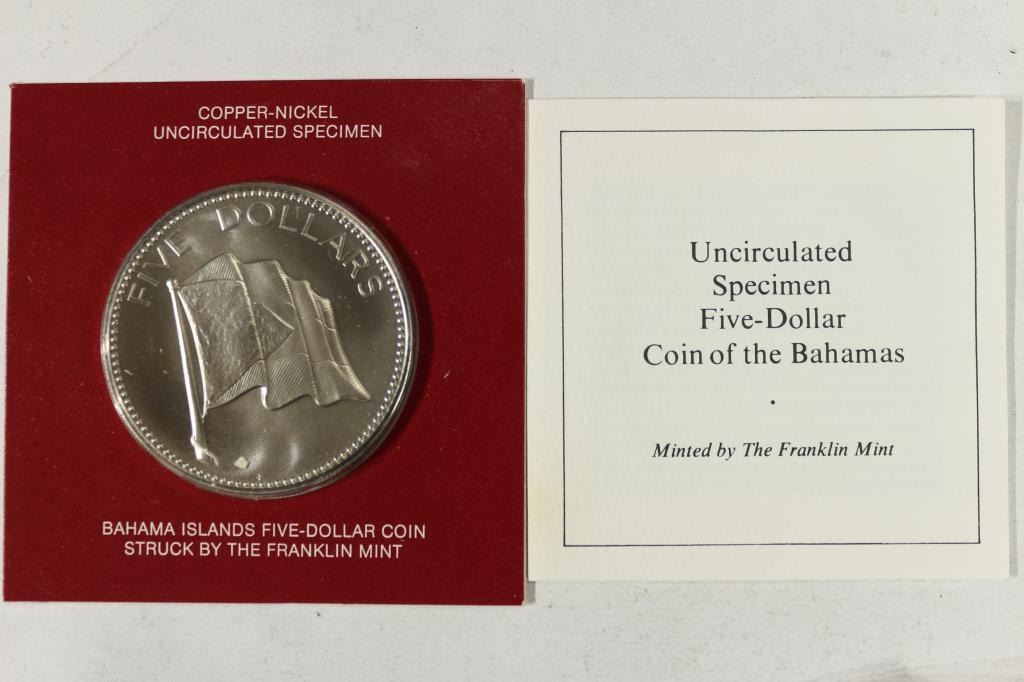 COPPER-NICKEL
UNCIRCULATED SPECIMEN
FIVE DOLLARS
BAHAMA ISLANDS FIVE-DOLLAR COIN
STRUCK BY THE FRANKLIN MINT
Uncirculated
Specimen
Five-Dollar
Coin of the Bahamas
•
Minted by The Franklin Mint